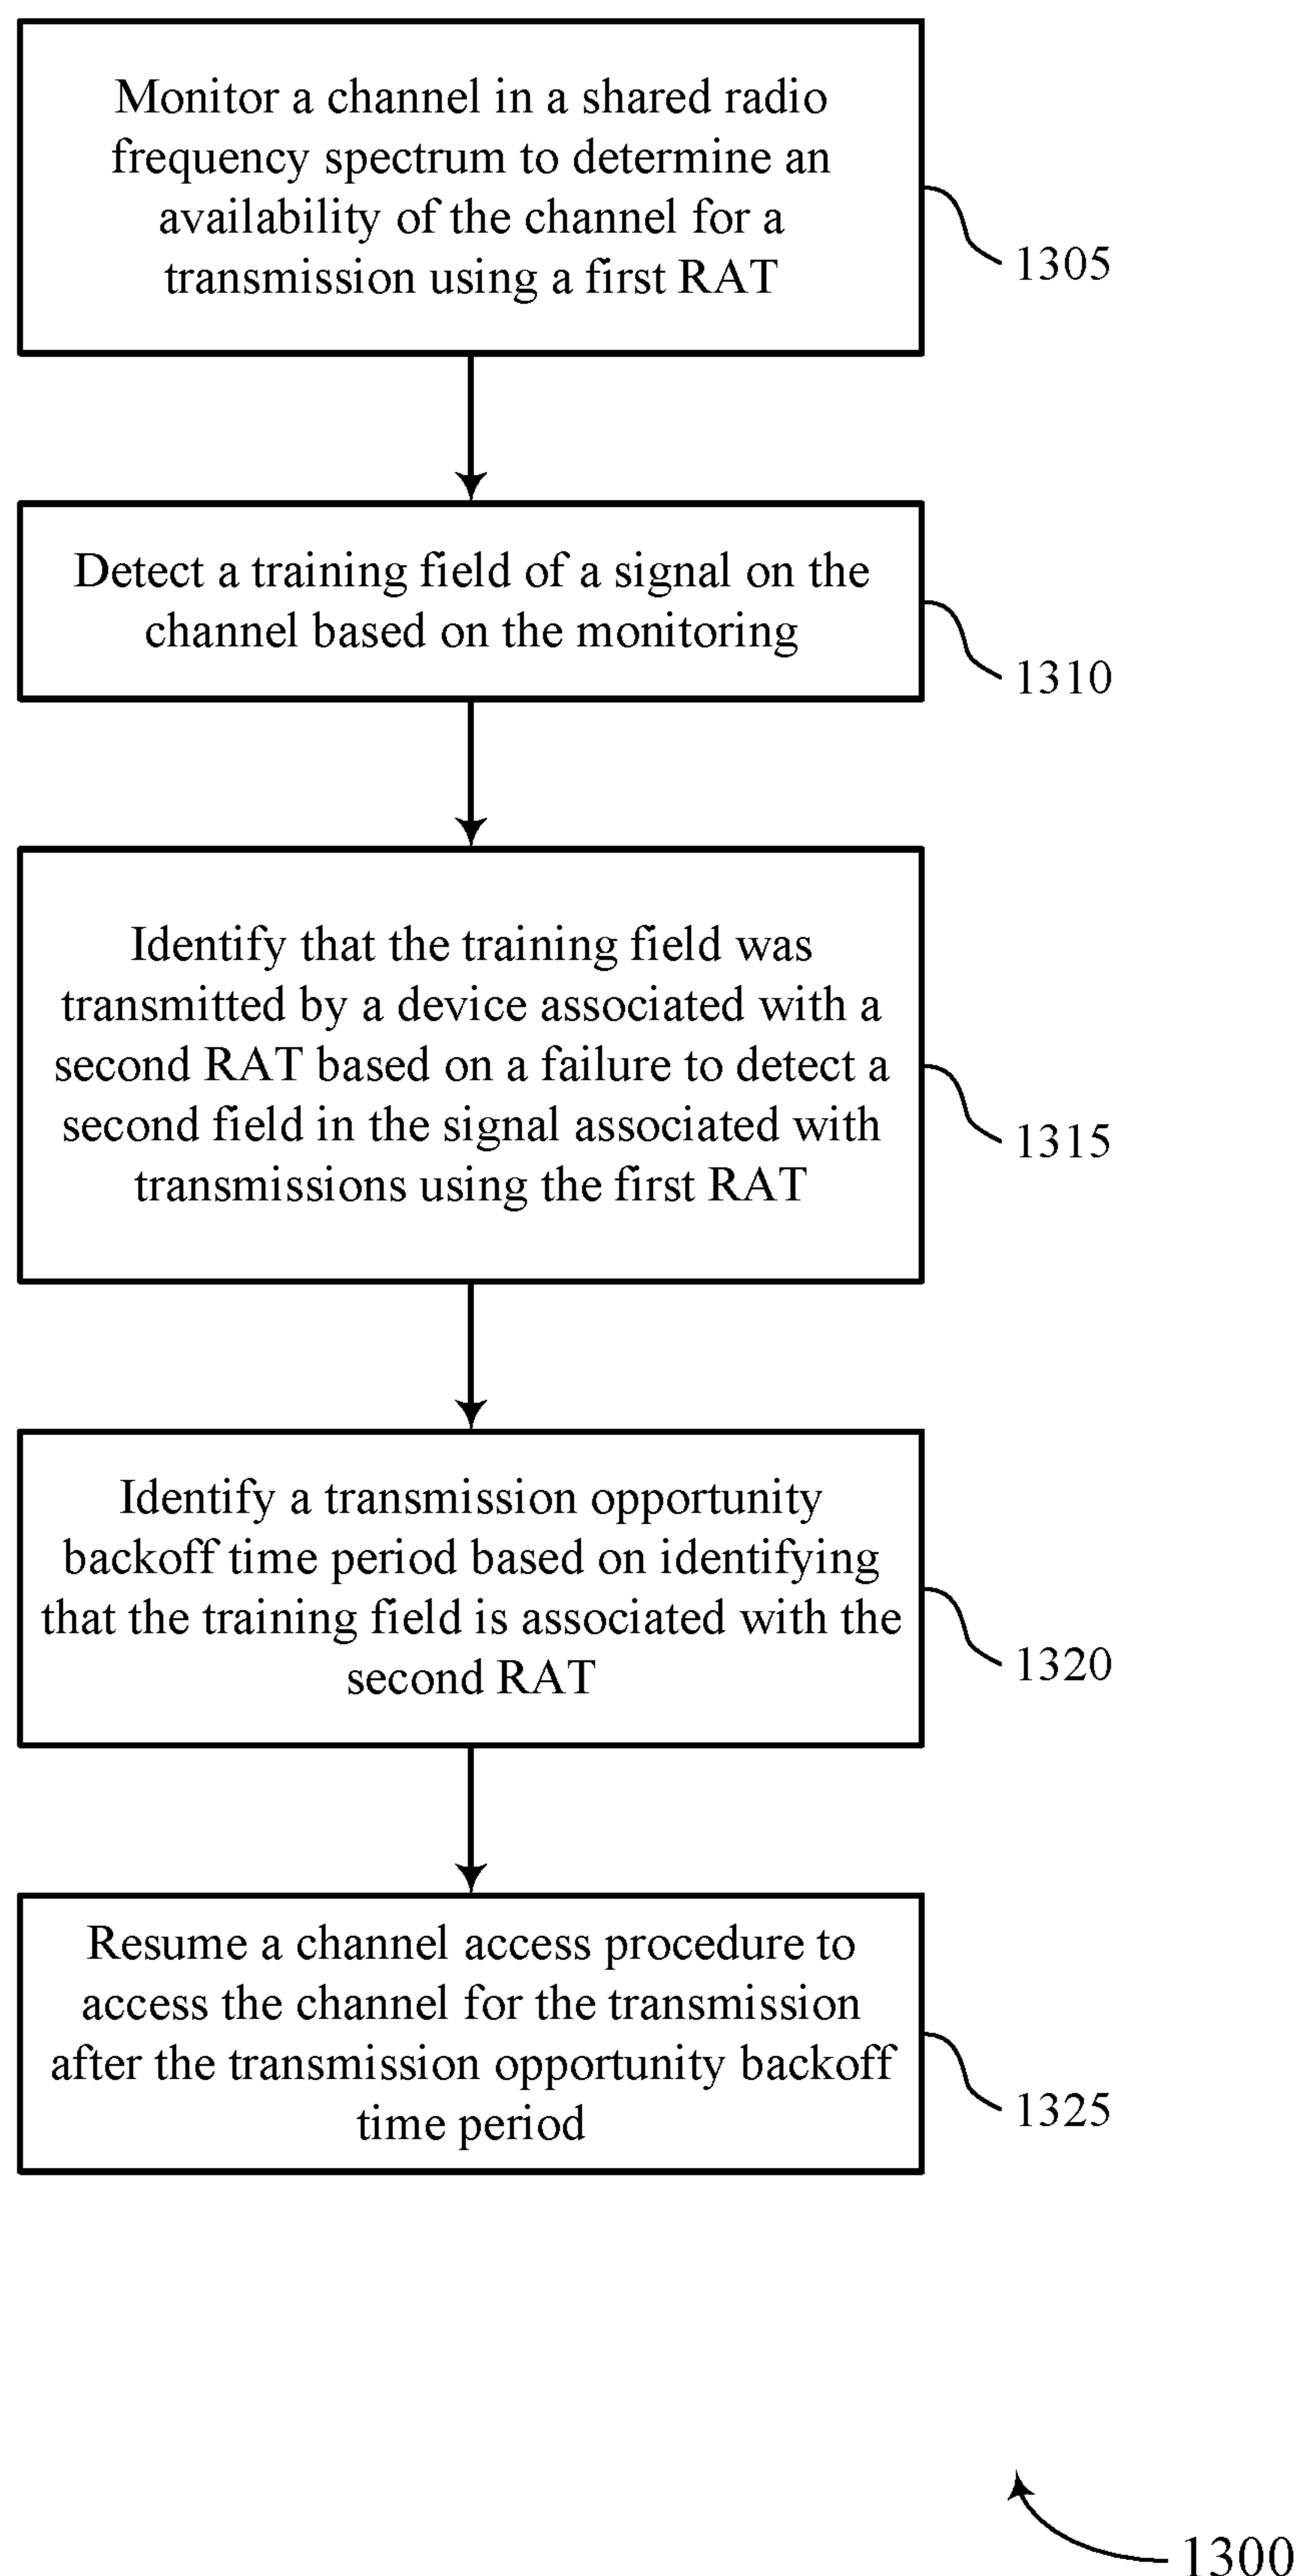 Monitor a channel in a shared radio
frequency spectrum to determine an
availability of the channel for a
transmission using a first RAT
1305
Detect a training field of a signal on the
channel based on the monitoring
1310
Identify that the training field was
transmitted by a device associated with a
second RAT based on a failure to detect a
second field in the signal associated with
transmissions using the first RAT
1315
Identify a transmission opportunity
backoff time period based on identifying
that the training field is associated with the
second RAT
1320
Resume a channel access procedure to
access the channel for the transmission
after the transmission opportunity backoff
time period
1325
1300